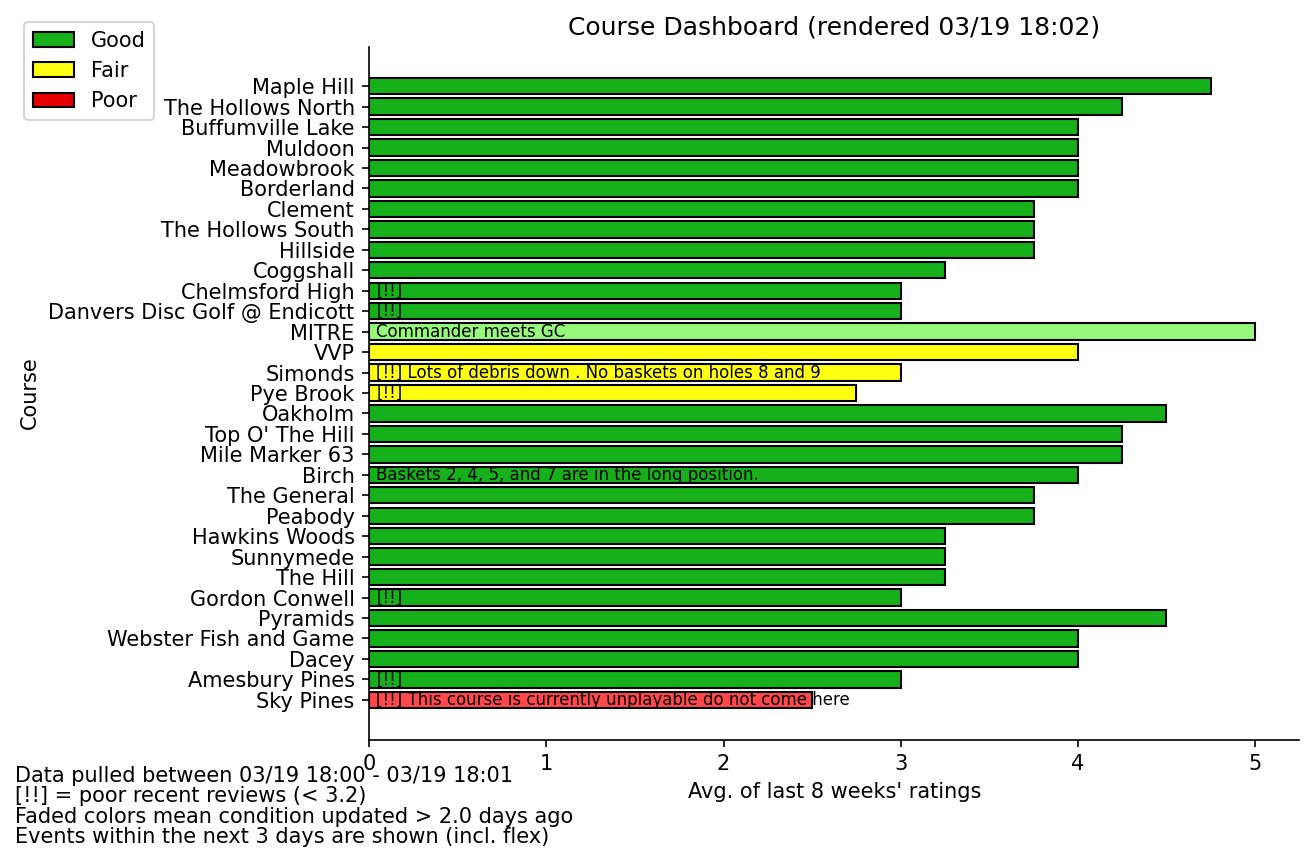 Course Dashboard (rendered 03/19 18:02)
Good
Fair
Poor
Maple Hill
The Hollows North
Buffumville Lake
Muldoon
Meadowbrook
Borderland
Clement
The Hollows South
Hillside
Coggshall
Chelmsford High [!!]
Danvers Disc Golf @ Endicott [!!]
MITRE Commander meets GC
VVP
Simonds [!!] Lots of debris down . No baskets on holes 8 and 9
Pye Brook [!!]
Oakholm
Top O' The Hill
Mile Marker 63
Birch Baskets 2, 4, 5, and 7 are in the long position.
The General
Peabody
Hawkins Woods
Sunnymede
The Hill
Gordon Conwell [!!]
Pyramids
Webster Fish and Game
Dacey
Amesbury Pines [!!]
Sky Pines [!!] This course is currently unplayable do not come here
Course
0 1 2 3 4 5
Avg. of last 8 weeks' ratings
Data pulled between 03/19 18:00 - 03/19 18:01
[!!] = poor recent reviews (< 3.2)
Faded colors mean condition updated > 2.0 days ago
Events within the next 3 days are shown (incl. flex)